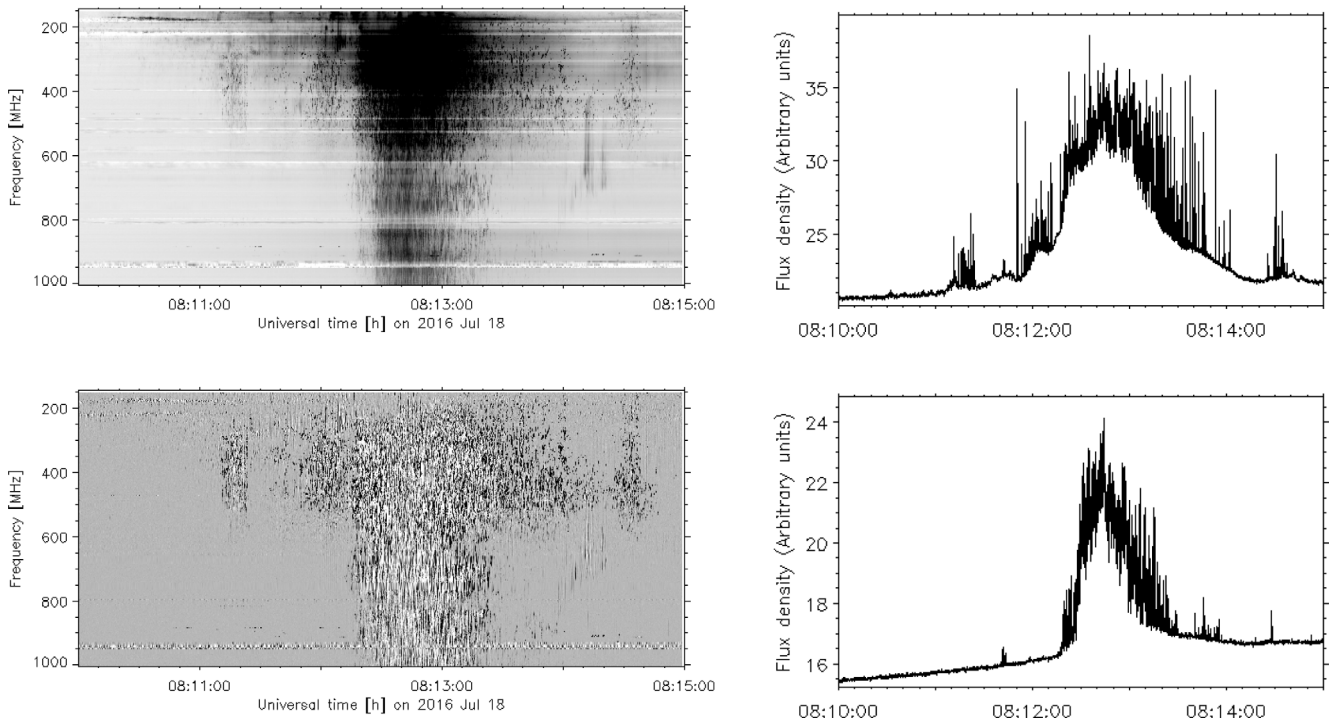 200
400
600
800
1000
Frequency [MHz]
08:11:00 08:13:00 08:15:00
Universal time [h] on 2016 Jul 18
35
30
25
Flux density (Arbitrary units)
08:10:00 08:12:00 08:14:00
200
400
600
800
1000
Frequency [MHz]
08:11:00 08:13:00 08:15:00
Universal time [h] on 2016 Jul 18
24
22
20
18
16
Flux density (Arbitrary units)
08:10:00 08:12:00 08:14:00